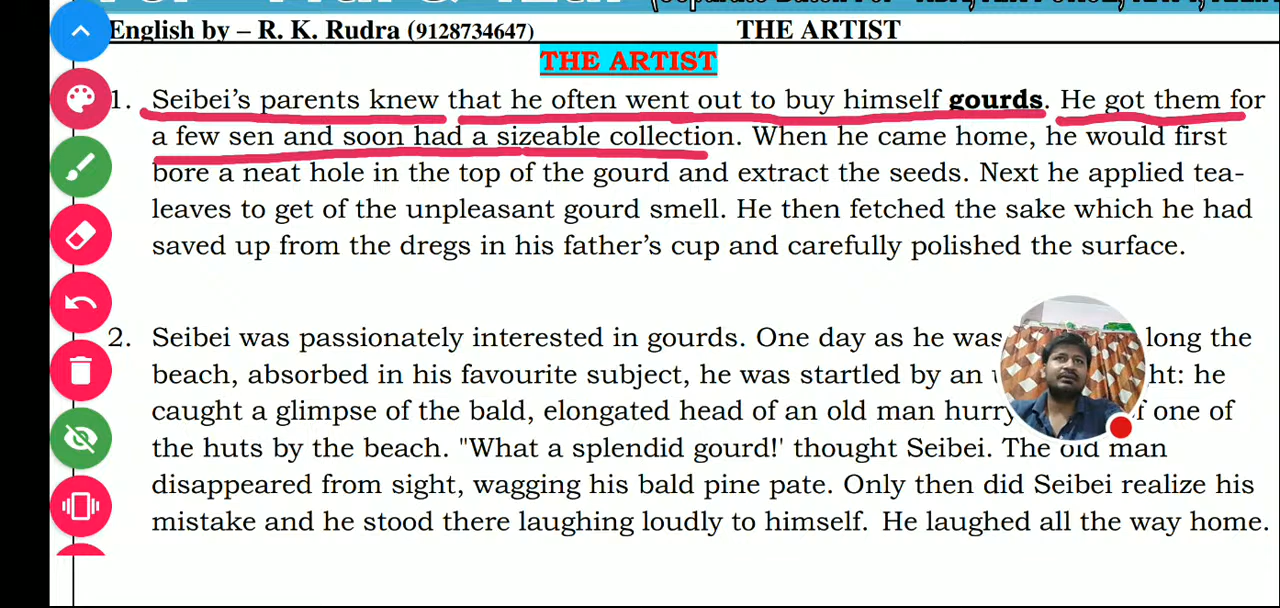 English by – R. K. Rudra (9128734647) THE ARTIST
THE ARTIST
1. Seibei's parents knew that he often went out to buy himself gourds. He got them for
a few sen and soon had a sizeable collection. When he came home, he would first
bore a neat hole in the top of the gourd and extract the seeds. Next he applied tea-
leaves to get of the unpleasant gourd smell. He then fetched the sake which he had
saved up from the dregs in his father's cup and carefully polished the surface.
2. Seibei was passionately interested in gourds. One day as he was long the
beach, absorbed in his favourite subject, he was startled by an ht: he
caught a glimpse of the bald, elongated head of an old man hurry f one of
the huts by the beach. "What a splendid gourd!' thought Seibei. The old man
disappeared from sight, wagging his bald pine pate. Only then did Seibei realize his
mistake and he stood there laughing loudly to himself. He laughed all the way home.